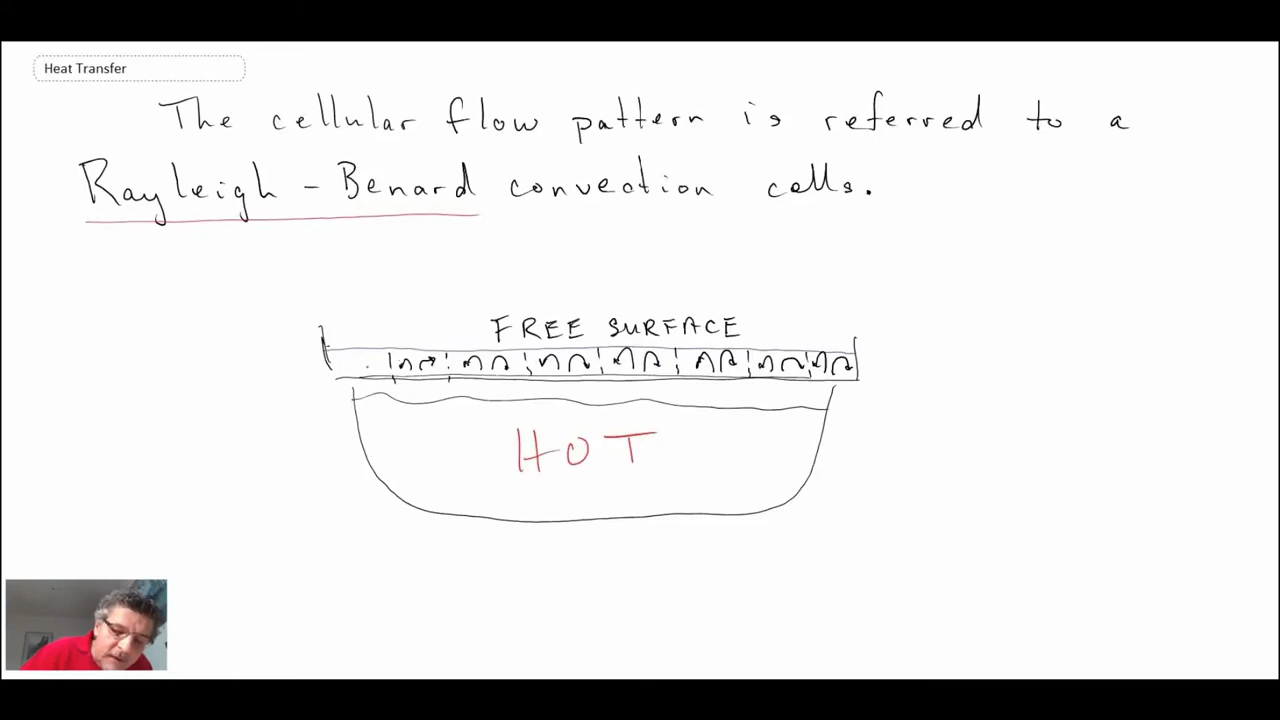 Heat Transfer
The cellular flow pattern is referred to a
Rayleigh - Benard convection cells.
FREE SURFACE
HOT